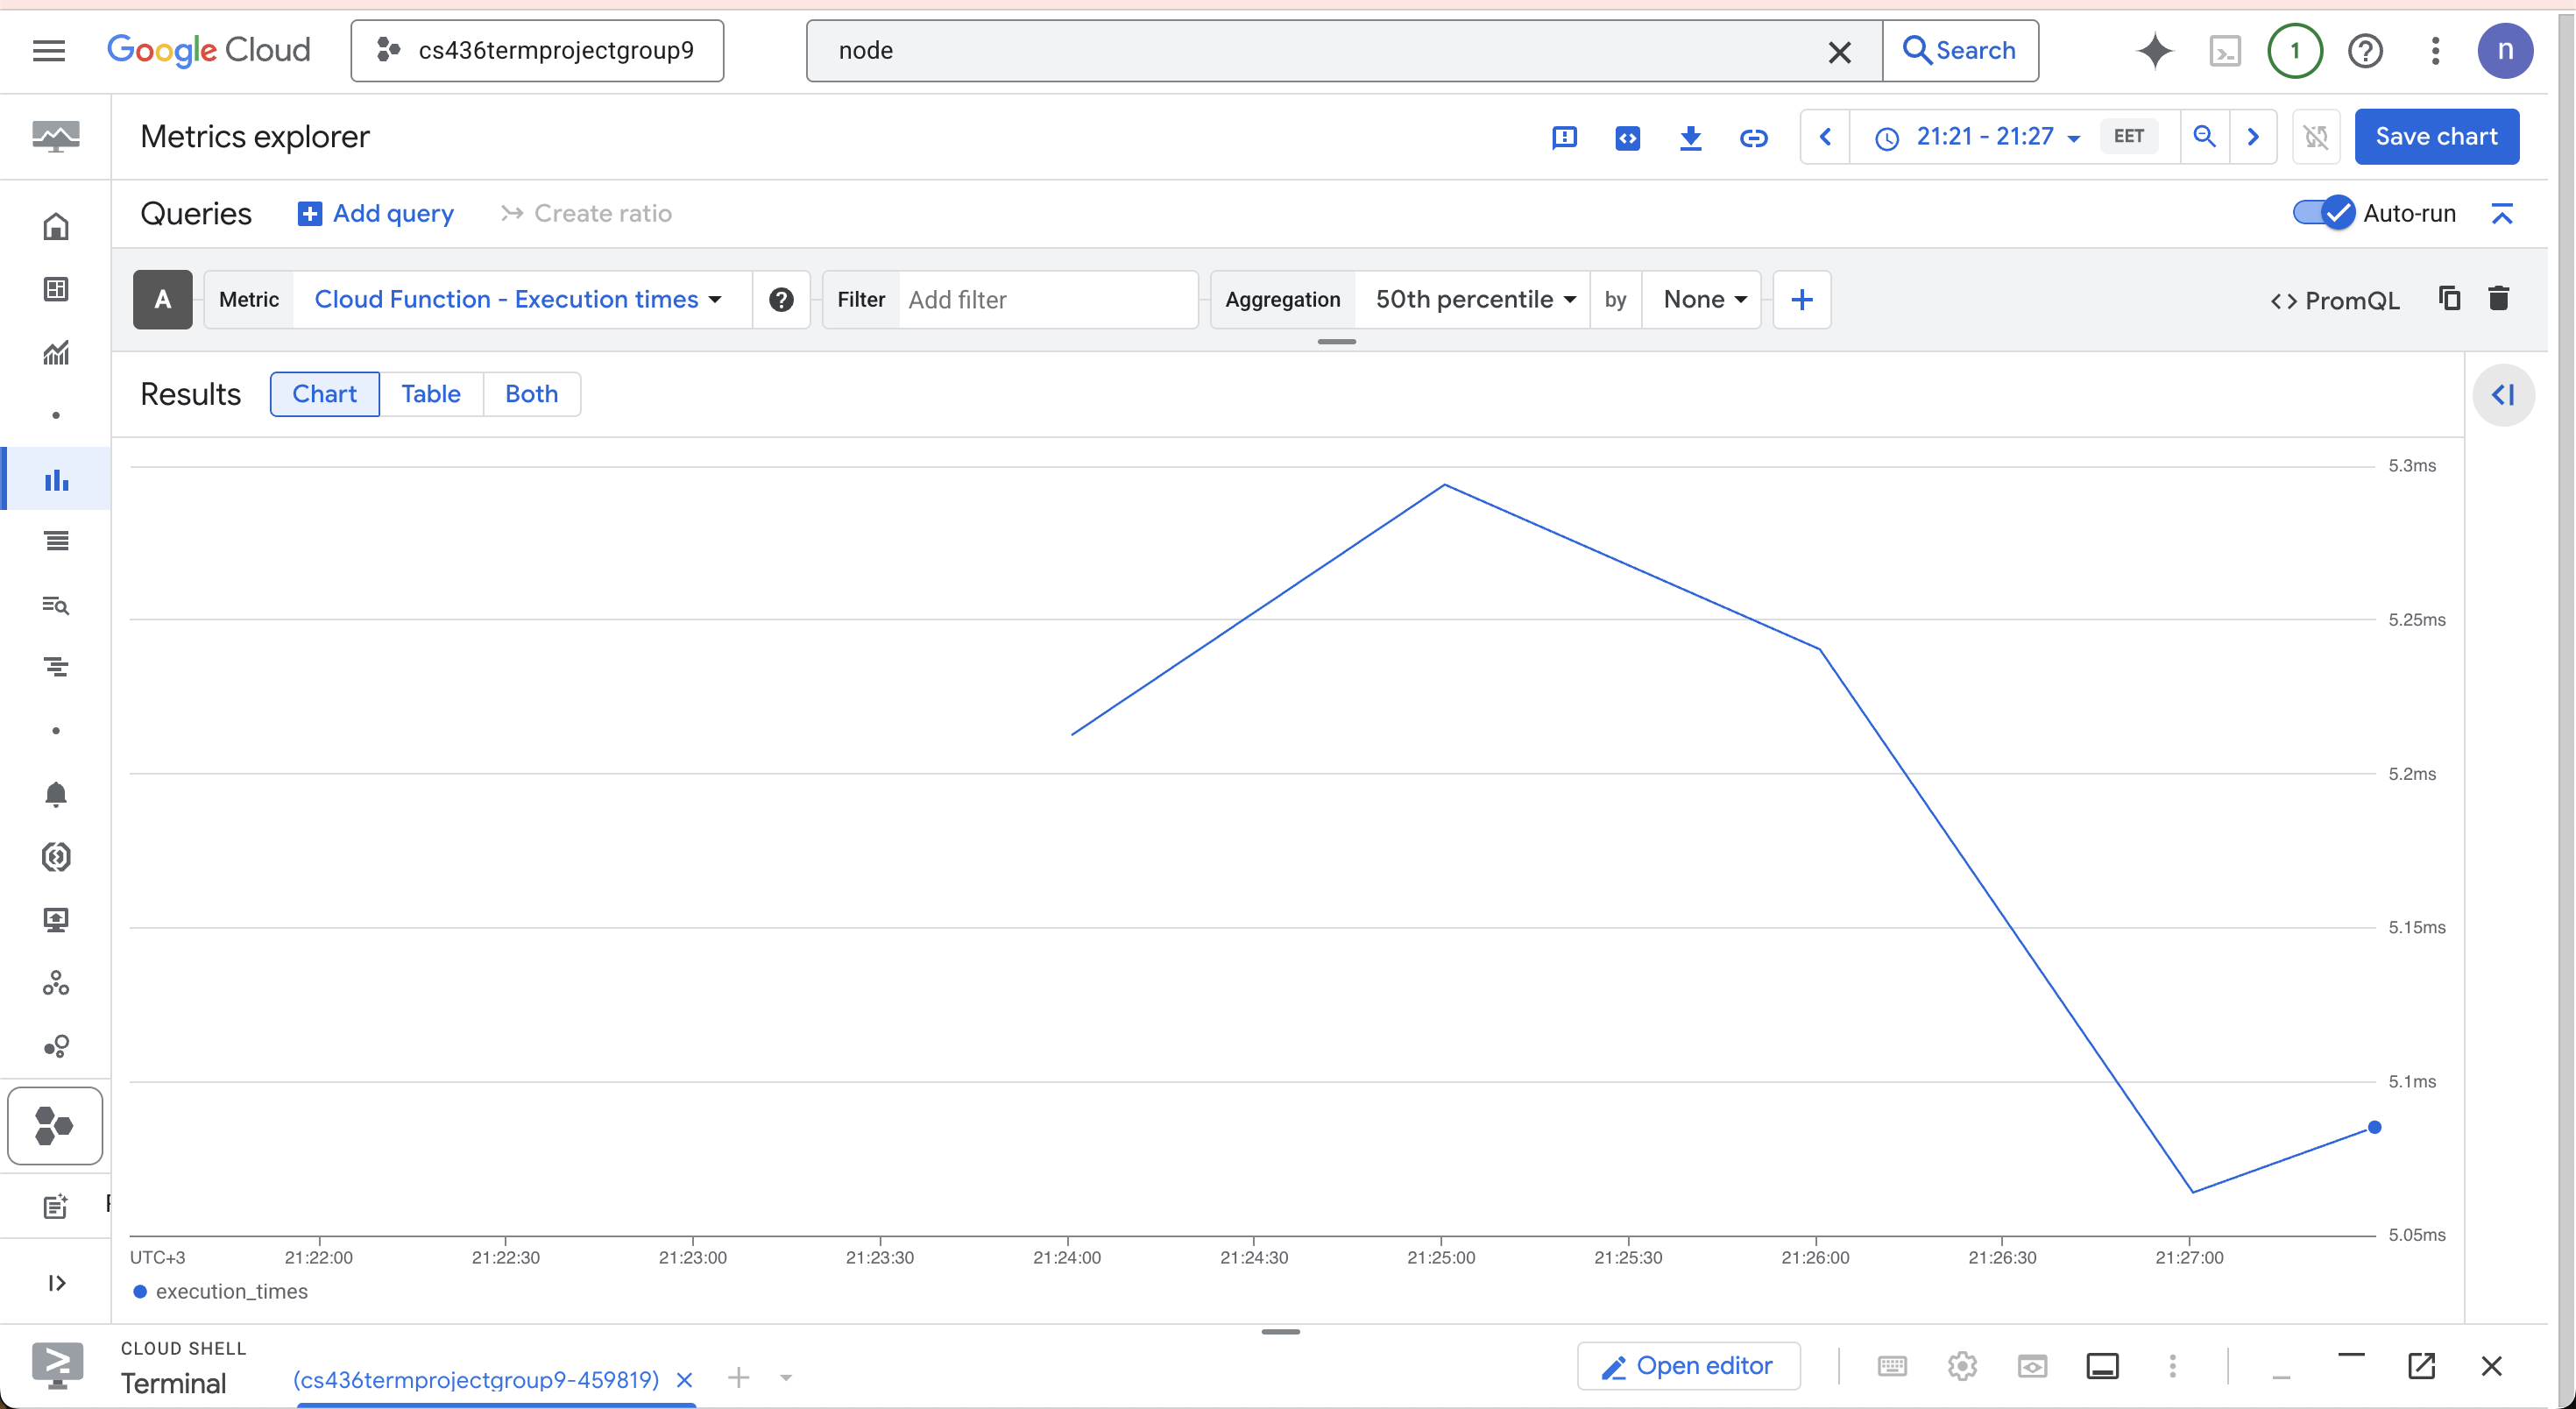 Google Cloud
cs436termprojectgroup9
node
Search
1
n
Metrics explorer
21:21 - 21:27
EET
Save chart
Queries
Add query
Create ratio
Auto-run
A
Metric
Cloud Function - Execution times
Filter
Add filter
Aggregation
50th percentile
by
None
<> PromQL
Results
Chart
Table
Both
5.3ms
5.25ms
5.2ms
5.15ms
5.1ms
5.05ms
UTC+3
21:22:00
21:22:30
21:23:00
21:23:30
21:24:00
21:24:30
21:25:00
21:25:30
21:26:00
21:26:30
21:27:00
execution_times
CLOUD SHELL
Terminal
(cs436termprojectgroup9-459819)
Open editor